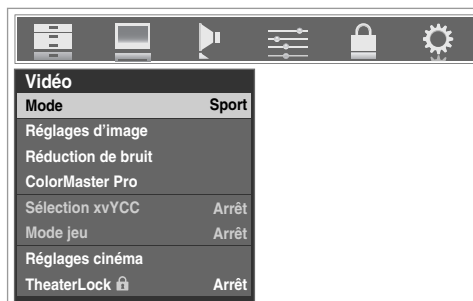 Vidéo
Mode Sport
Réglages d'image
Réduction de bruit
ColorMaster Pro
Sélection xvYCC Arrêt
Mode jeu Arrêt
Réglages cinéma
TheaterLock Arrêt